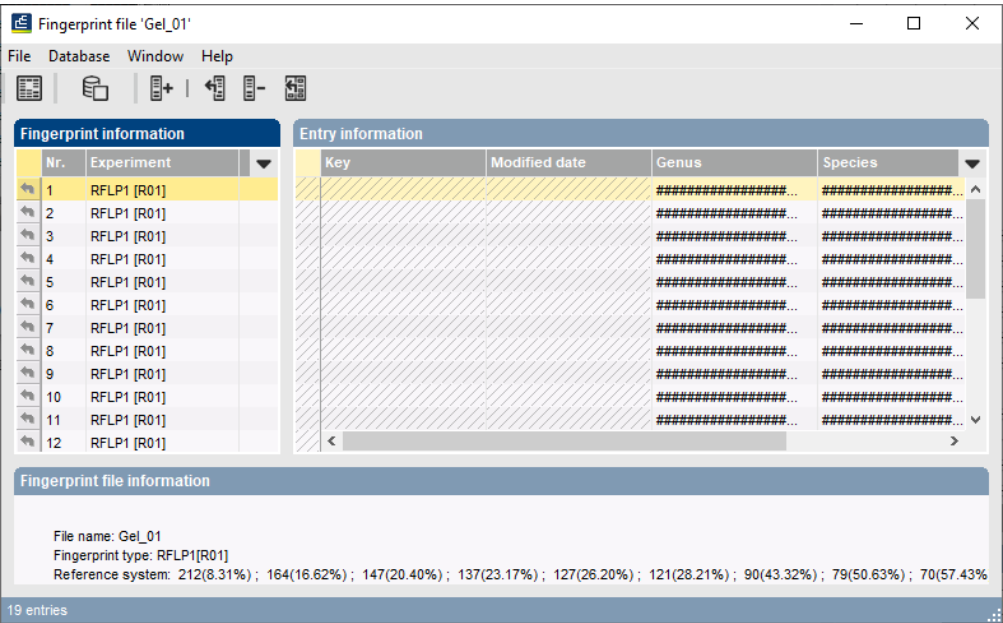 Fingerprint file 'Gel_01'
File Database Window Help
Fingerprint information
Entry information
Nr. Experiment
Key Modified date Genus Species
1 RFLP1 [R01] ##################... ##################...
2 RFLP1 [R01] ##################... ##################...
3 RFLP1 [R01] ##################... ##################...
4 RFLP1 [R01] ##################... ##################...
5 RFLP1 [R01] ##################... ##################...
6 RFLP1 [R01] ##################... ##################...
7 RFLP1 [R01] ##################... ##################...
8 RFLP1 [R01] ##################... ##################...
9 RFLP1 [R01] ##################... ##################...
10 RFLP1 [R01] ##################... ##################...
11 RFLP1 [R01] ##################... ##################...
12 RFLP1 [R01]
Fingerprint file information
File name: Gel_01
Fingerprint type: RFLP1[R01]
Reference system: 212(8.31%) ; 164(16.62%) ; 147(20.40%) ; 137(23.17%) ; 127(26.20%) ; 121(28.21%) ; 90(43.32%) ; 79(50.63%) ; 70(57.43%
19 entries